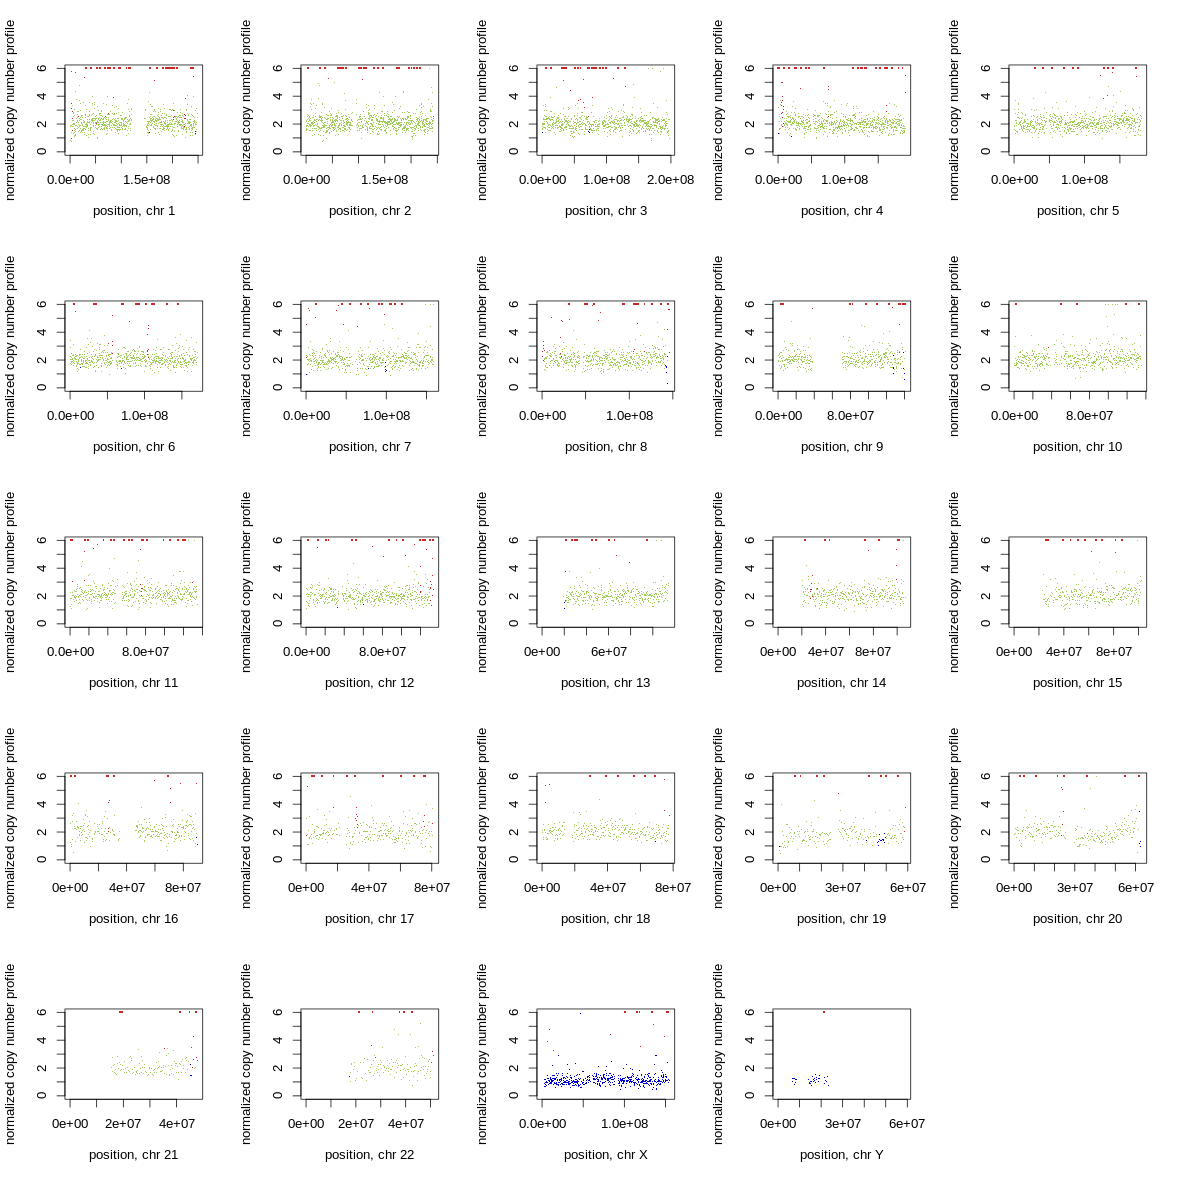 normalized copy number profile
6
4
2
0
0.0e+00 1.5e+08
position, chr 1
normalized copy number profile
6
4
2
0
0.0e+00 1.5e+08
position, chr 2
normalized copy number profile
6
4
2
0
0.0e+00 1.0e+08 2.0e+08
position, chr 3
normalized copy number profile
6
4
2
0
0.0e+00 1.0e+08
position, chr 4
normalized copy number profile
6
4
2
0
0.0e+00 1.0e+08
position, chr 5
normalized copy number profile
6
4
2
0
0.0e+00 1.0e+08
position, chr 6
normalized copy number profile
6
4
2
0
0.0e+00 1.0e+08
position, chr 7
normalized copy number profile
6
4
2
0
0.0e+00 1.0e+08
position, chr 8
normalized copy number profile
6
4
2
0
0.0e+00 8.0e+07
position, chr 9
normalized copy number profile
6
4
2
0
0.0e+00 8.0e+07
position, chr 10
normalized copy number profile
6
4
2
0
0.0e+00 8.0e+07
position, chr 11
normalized copy number profile
6
4
2
0
0.0e+00 8.0e+07
position, chr 12
normalized copy number profile
6
4
2
0
0e+00 6e+07
position, chr 13
normalized copy number profile
6
4
2
0
0e+00 4e+07 8e+07
position, chr 14
normalized copy number profile
6
4
2
0
0e+00 4e+07 8e+07
position, chr 15
normalized copy number profile
6
4
2
0
0e+00 4e+07 8e+07
position, chr 16
normalized copy number profile
6
4
2
0
0e+00 4e+07 8e+07
position, chr 17
normalized copy number profile
6
4
2
0
0e+00 4e+07 8e+07
position, chr 18
normalized copy number profile
6
4
2
0
0e+00 3e+07 6e+07
position, chr 19
normalized copy number profile
6
4
2
0
0e+00 3e+07 6e+07
position, chr 20
normalized copy number profile
6
4
2
0
0e+00 2e+07 4e+07
position, chr 21
normalized copy number profile
6
4
2
0
0e+00 2e+07 4e+07
position, chr 22
normalized copy number profile
6
4
2
0
0.0e+00 1.0e+08
position, chr X
normalized copy number profile
6
4
2
0
0e+00 3e+07 6e+07
position, chr Y